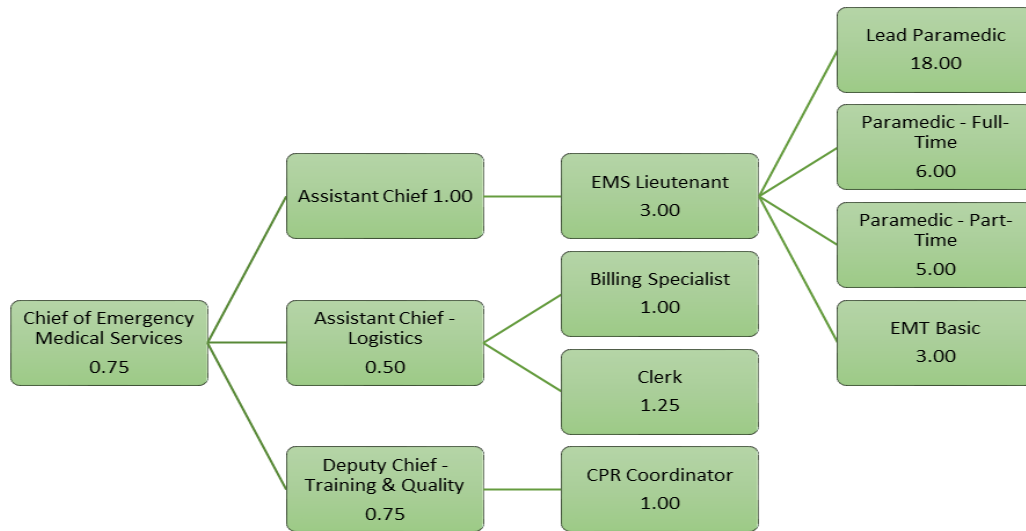 Chief of Emergency
Medical Services
0.75
Assistant Chief 1.00
Assistant Chief -
Logistics
0.50
Deputy Chief -
Training & Quality
0.75
EMS Lieutenant
3.00
Billing Specialist
1.00
Clerk
1.25
CPR Coordinator
1.00
Lead Paramedic
18.00
Paramedic - Full-
Time
6.00
Paramedic - Part-
Time
5.00
EMT Basic
3.00